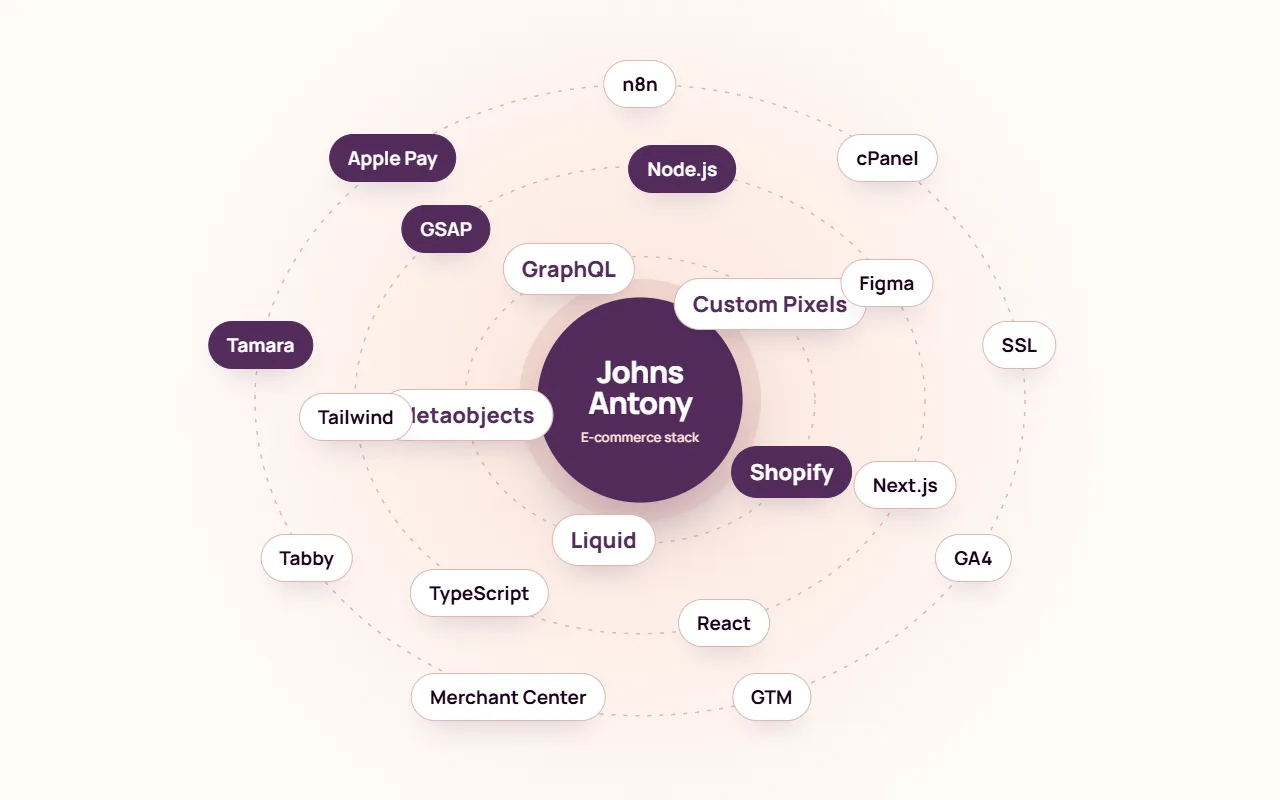 n8n
Apple Pay
cPanel
Node.js
GSAP
GraphQL
Figma
Custom Pixels
Tamara
SSL
Johns
Antony
E-commerce stack
Tailwind
etaobjects
Shopify
Next.js
Liquid
Tabby
GA4
TypeScript
React
Merchant Center
GTM